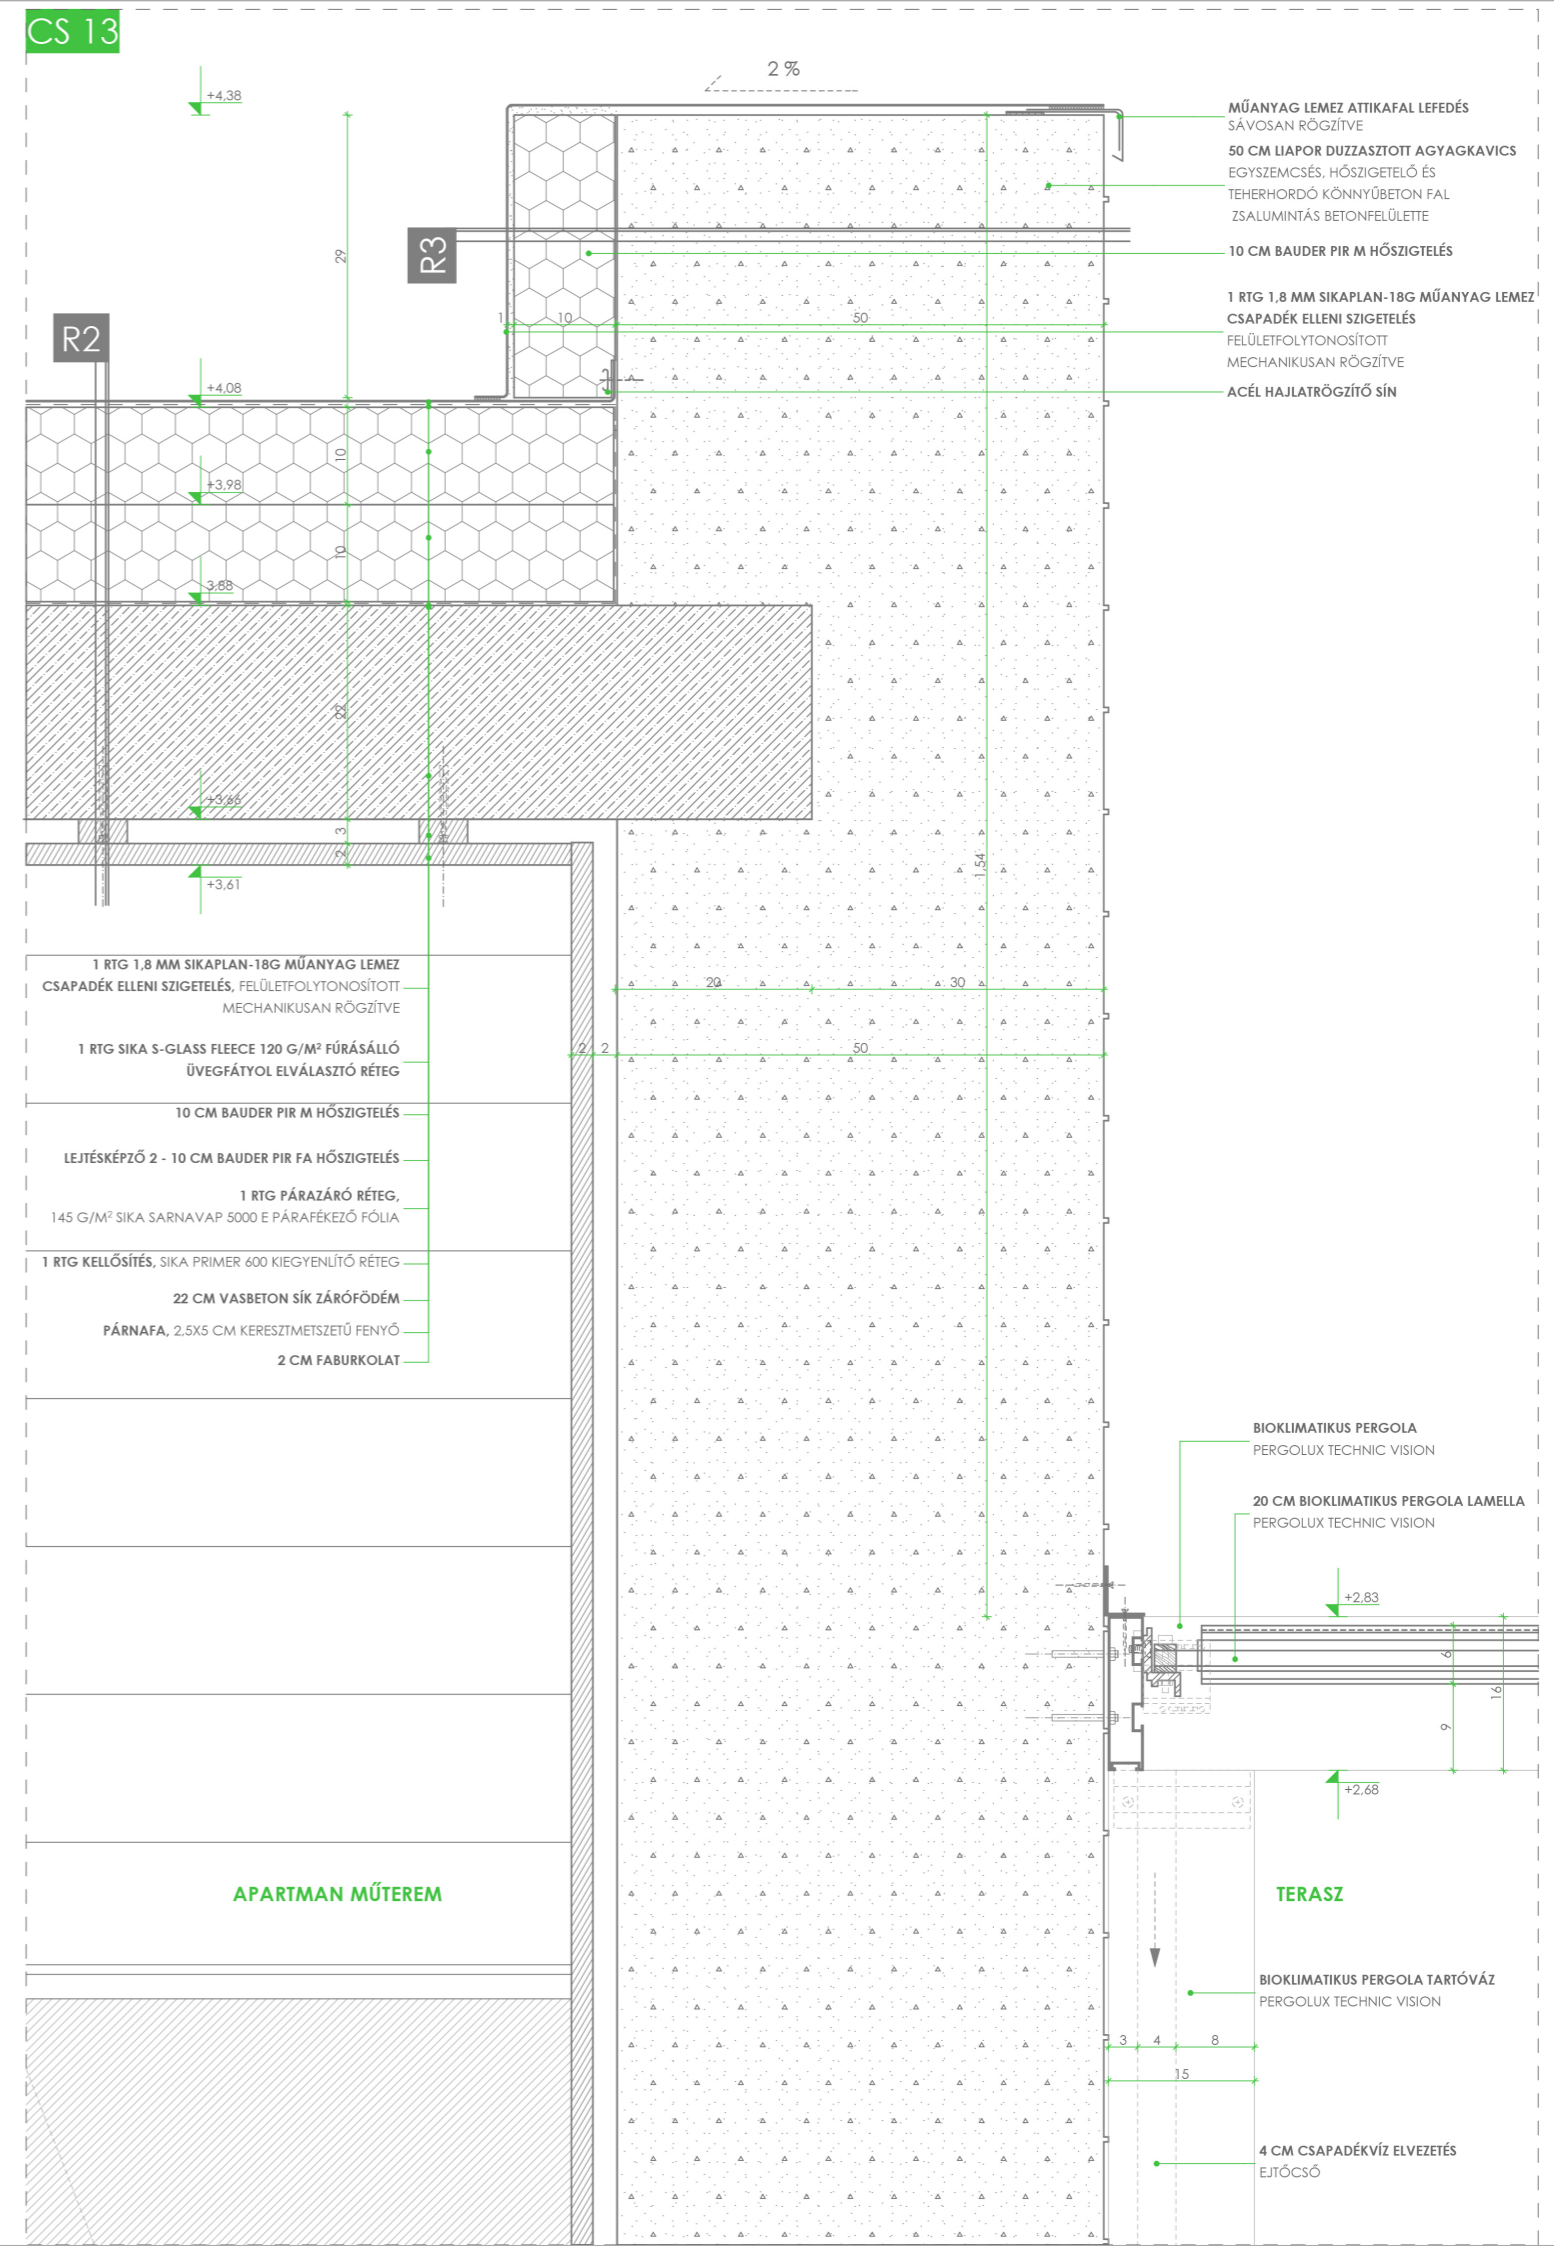 CS 13
2 %
+4,38
MŰANYAG LEMEZ ATTIKAFAL LEFEDÉS
SÁVOSAN RÖGZÍTVE
50 CM LIAPOR DUZZASZTOTT AGYAGKAVICS
EGYSZEMCSÉS, HŐSZIGETELŐ ÉS
TEHERHORDÓ KÖNNYŰBETON FAL
ZSALUMINTÁS BETONFELÜLETTE
10 CM BAUDER PIR M HŐSZIGTELÉS
1 RTG 1,8 MM SIKAPLAN-18G MŰANYAG LEMEZ
CSAPADÉK ELLENI SZIGETELÉS
FELÜLETFOLYTONOSÍTOTT
MECHANIKUSAN RÖGZÍTVE
ACÉL HAJLATRÖGZÍTŐ SÍN
29
R3
1
10
50
R2
+4,08
10
+3,98
10
3,88
22
+3,66
3
2
+3,61
1,54
20
30
2
2
50
1 RTG 1,8 MM SIKAPLAN-18G MŰANYAG LEMEZ
CSAPADÉK ELLENI SZIGETELÉS, FELÜLETFOLYTONOSÍTOTT
MECHANIKUSAN RÖGZÍTVE
1 RTG SIKA S-GLASS FLEECE 120 G/M² FÚRÁSÁLLÓ
ÜVEGFÁTYOL ELVÁLASZTÓ RÉTEG
10 CM BAUDER PIR M HŐSZIGTELÉS
LEJTÉSKÉPZŐ 2 - 10 CM BAUDER PIR FA HŐSZIGTELÉS
1 RTG PÁRAZÁRÓ RÉTEG,
145 G/M² SIKA SARNAVAP 5000 E PÁRAFÉKEZŐ FÓLIA
1 RTG KELLŐSÍTÉS, SIKA PRIMER 600 KIEGYENLÍTŐ RÉTEG
22 CM VASBETON SÍK ZÁRÓFÖDÉM
PÁRNAFA, 2,5X5 CM KERESZTMETSZETŰ FENYŐ
2 CM FABURKOLAT
BIOKLIMATIKUS PERGOLA
PERGOLUX TECHNIC VISION
20 CM BIOKLIMATIKUS PERGOLA LAMELLA
PERGOLUX TECHNIC VISION
+2,83
6
16
9
+2,68
APARTMAN MŰTEREM
TERASZ
BIOKLIMATIKUS PERGOLA TARTÓVÁZ
PERGOLUX TECHNIC VISION
3
4
8
15
4 CM CSAPADÉKVÍZ ELVEZETÉS
EJTŐCSŐ